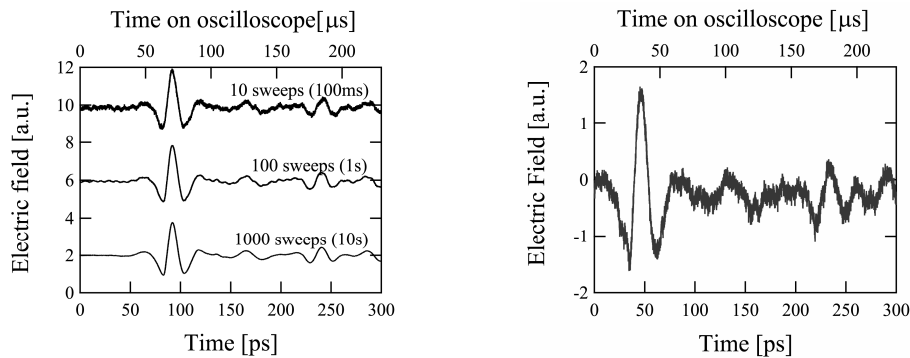 Time on oscilloscope[μs]
0 50 100 150 200
12
10
8
6
4
2
0
Electric field [a.u.]
10 sweeps (100ms)
100 sweeps (1s)
1000 sweeps (10s)
0 50 100 150 200 250 300
Time [ps]
Time on oscilloscope [μs]
0 50 100 150 200
2
1
0
-1
-2
Electric Field [a.u.]
0 50 100 150 200 250 300
Time [ps]